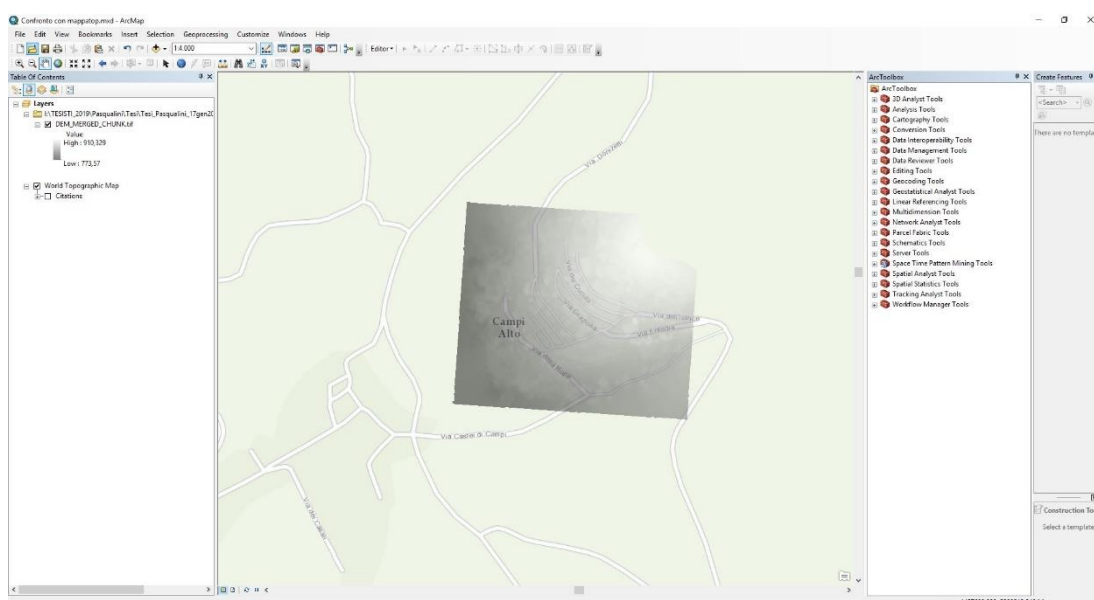 Confronto con mappatop.mxd - ArcMap
File Edit View Bookmarks Insert Selection Geoprocessing Customize Windows Help
1:4.000
Editor
Table Of Contents
Layers
DEM_MERGED_CHUNK.tif
Value
High : 910,329
Low : 773,57
World Topographic Map
Citations
Via Donzetti
Campi
Alto
Via della
Via Castel di Campi
ArcToolbox
ArcToolbox
3D Analyst Tools
Analysis Tools
Cartography Tools
Conversion Tools
Data Interoperability Tools
Data Management Tools
Data Reviewer Tools
Editing Tools
Geocoding Tools
Geostatistical Analyst Tools
Linear Referencing Tools
Multidimension Tools
Network Analyst Tools
Parcel Fabric Tools
Schematics Tools
Server Tools
Space Time Pattern Mining Tools
Spatial Analyst Tools
Spatial Statistics Tools
Tracking Analyst Tools
Workflow Manager Tools
Create Features
<Search>
There are no templa
Construction To
Select a template